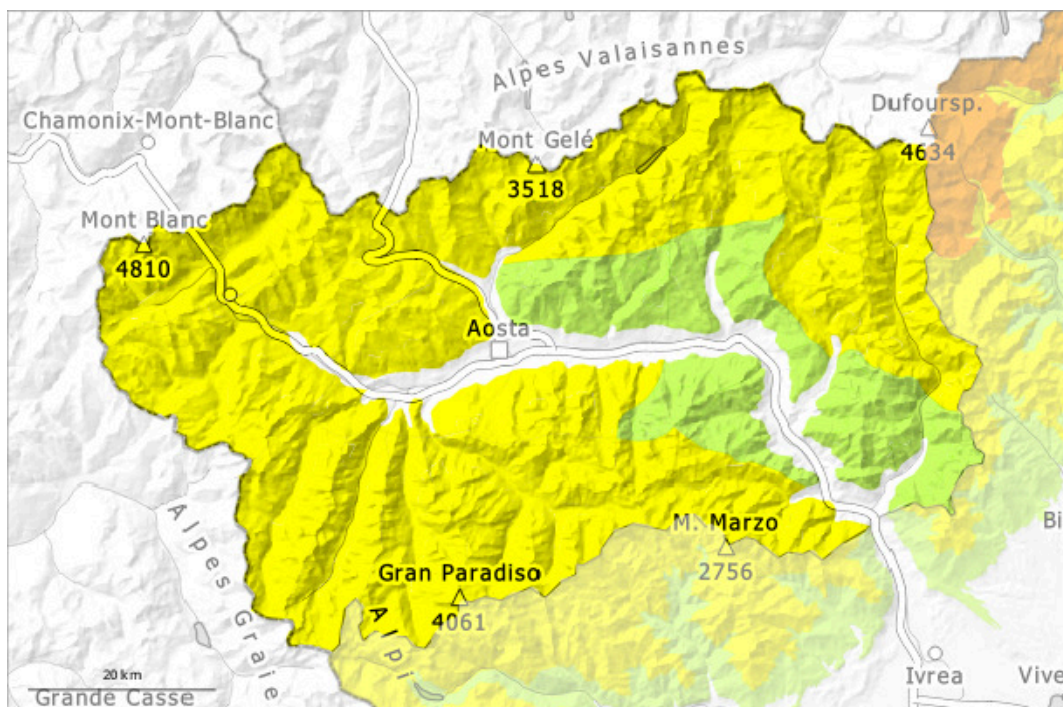 Alpes Valaisannes
Chamonix-Mont-Blanc
Dufoursp.
4634
Mont Gelé
3518
Mont Blanc
4810
Aosta
M. Marzo
2756
Gran Paradiso
4061
Alpi
Alpes Graie
Bi
Ivrea
Vive
20 km
Grande Casse